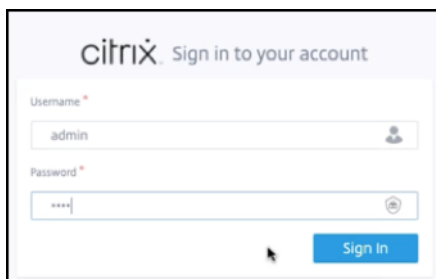 citrix Sign in to your account
Username *
admin
Password *
••••
Sign In